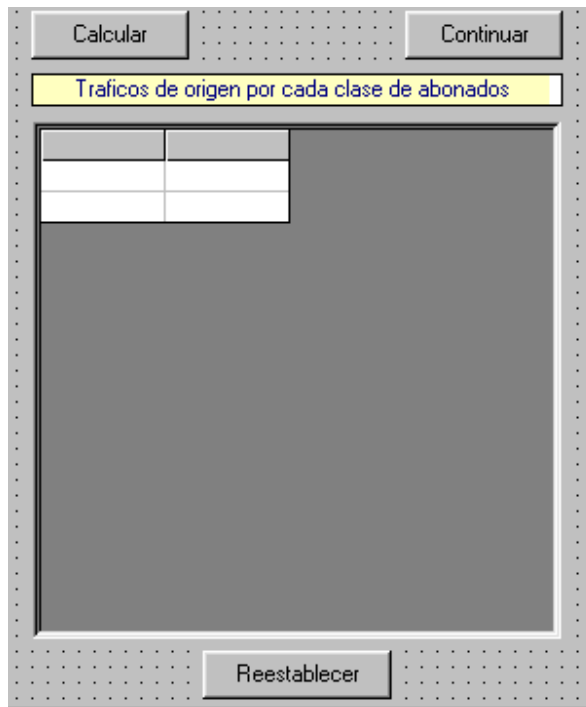 Calcular
Continuar
Traficos de origen por cada clase de abonados
Reestablecer